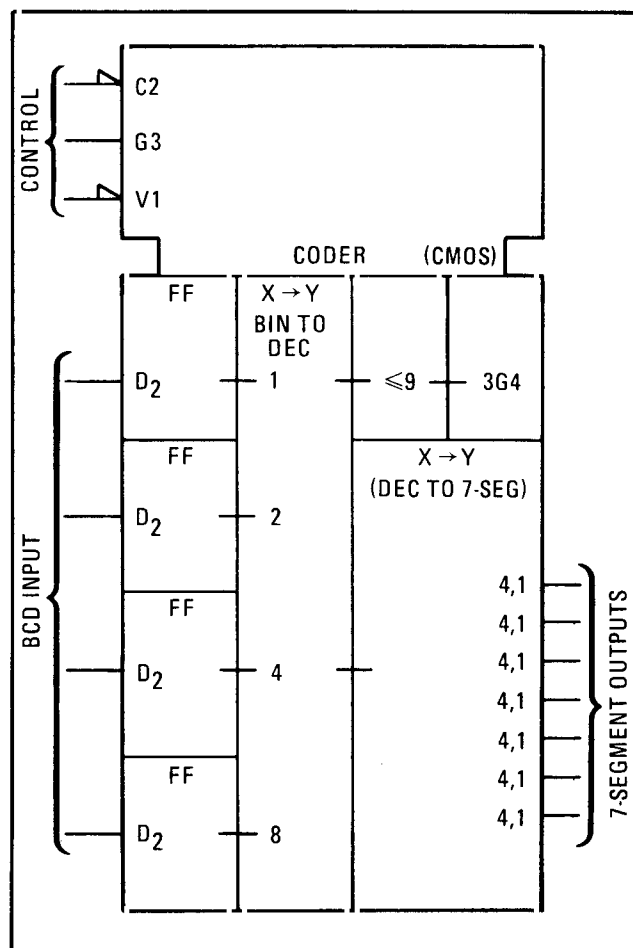 CONTROL
C2
G3
V1
CODER (CMOS)
FF
X → Y
BIN TO
DEC
D2 1 ≤9 3G4
FF
X → Y
(DEC TO 7-SEG)
D2 2
BCD INPUT
FF
4,1
4,1
D2 4 4,1
4,1
4,1
FF
4,1
4,1
D2 8
7-SEGMENT OUTPUTS